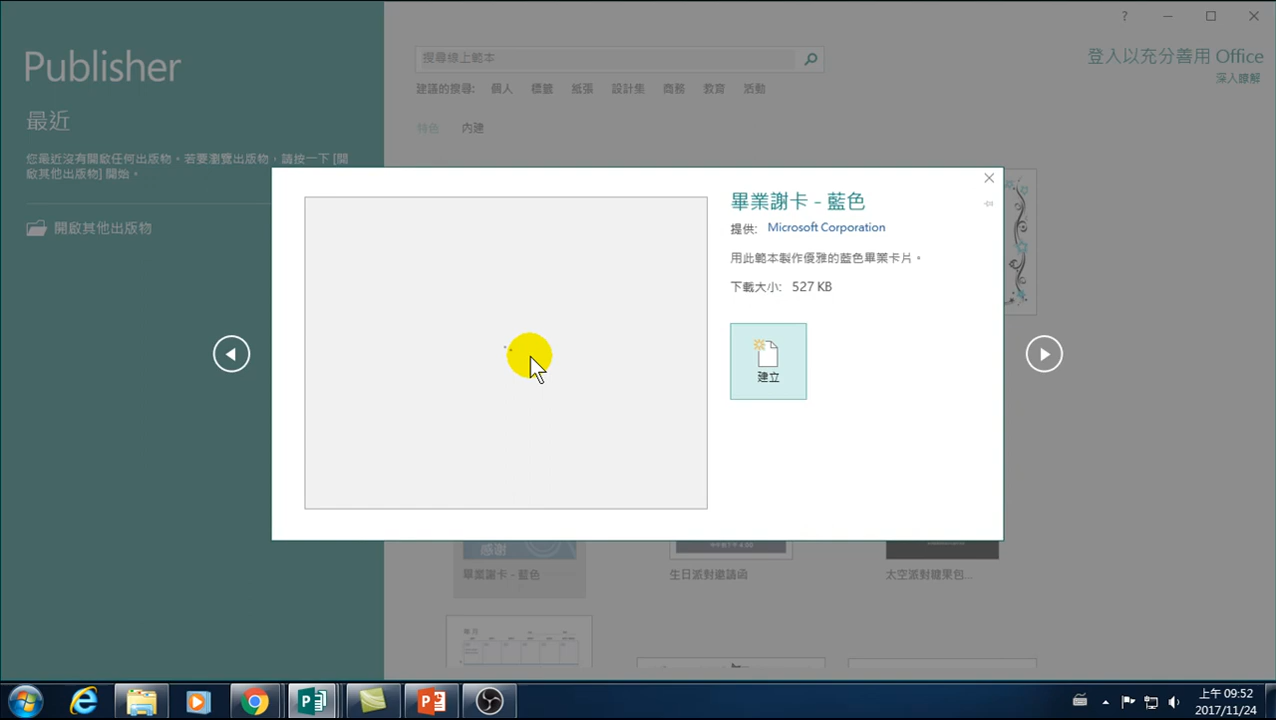 ?
Publisher
搜尋線上範本
登入以充分善用 Office
深入瞭解
建議的搜尋: 個人 標籤 紙張 設計集 商務 教育 活動
最近
特色 內建
您最近沒有開啟任何出版物。若要瀏覽出版物，請按一下 [開
啟其他出版物] 開始。
開啟其他出版物
畢業謝卡 - 藍色
提供: Microsoft Corporation
用此範本製作優雅的藍色畢業卡片。
下載大小: 527 KB
建立
感謝
畢業謝卡 - 藍色
生日派對邀請函
太空派對糖果包...
上午 09:52
2017/11/24